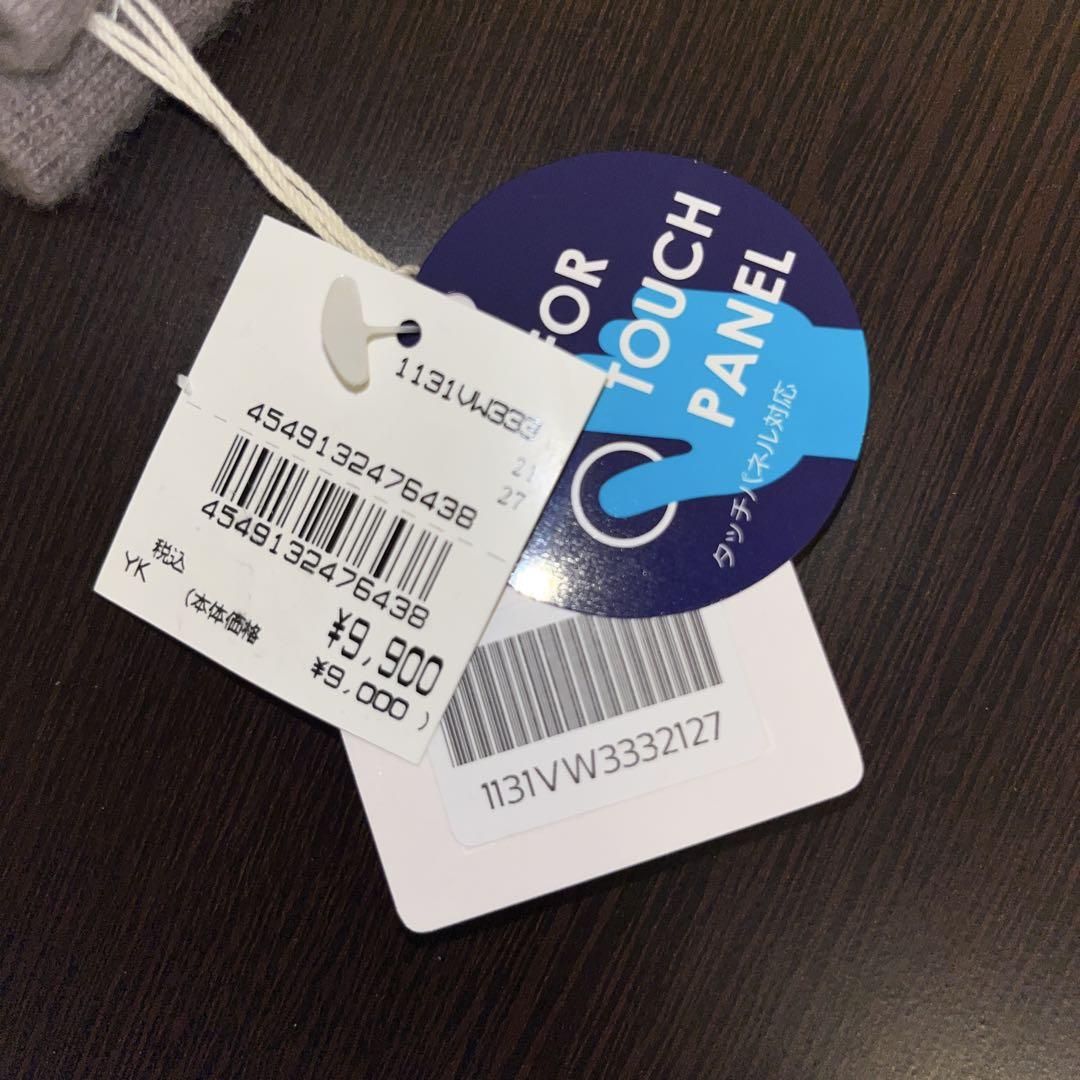 1131VW333
21
27
4549132476438
4549132476438
税込
YK
¥9,900
(本体価格 ¥9,000 )
FOR
TOUCH
PANEL
タッチパネル対応
1131VW3332127